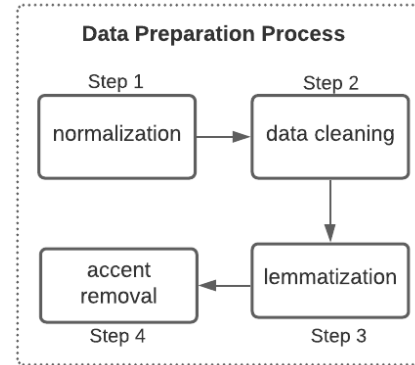 Data Preparation Process
Step 1
normalization
Step 2
data cleaning
lemmatization
Step 3
accent
removal
Step 4